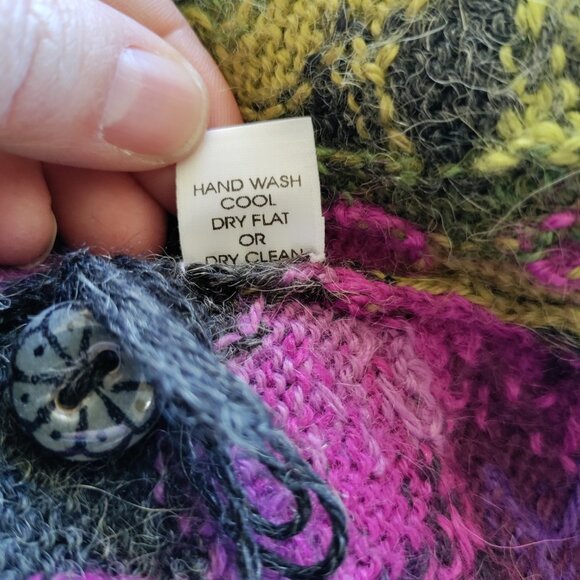 HAND WASH
COOL
DRY FLAT
OR
DRY CLEAN